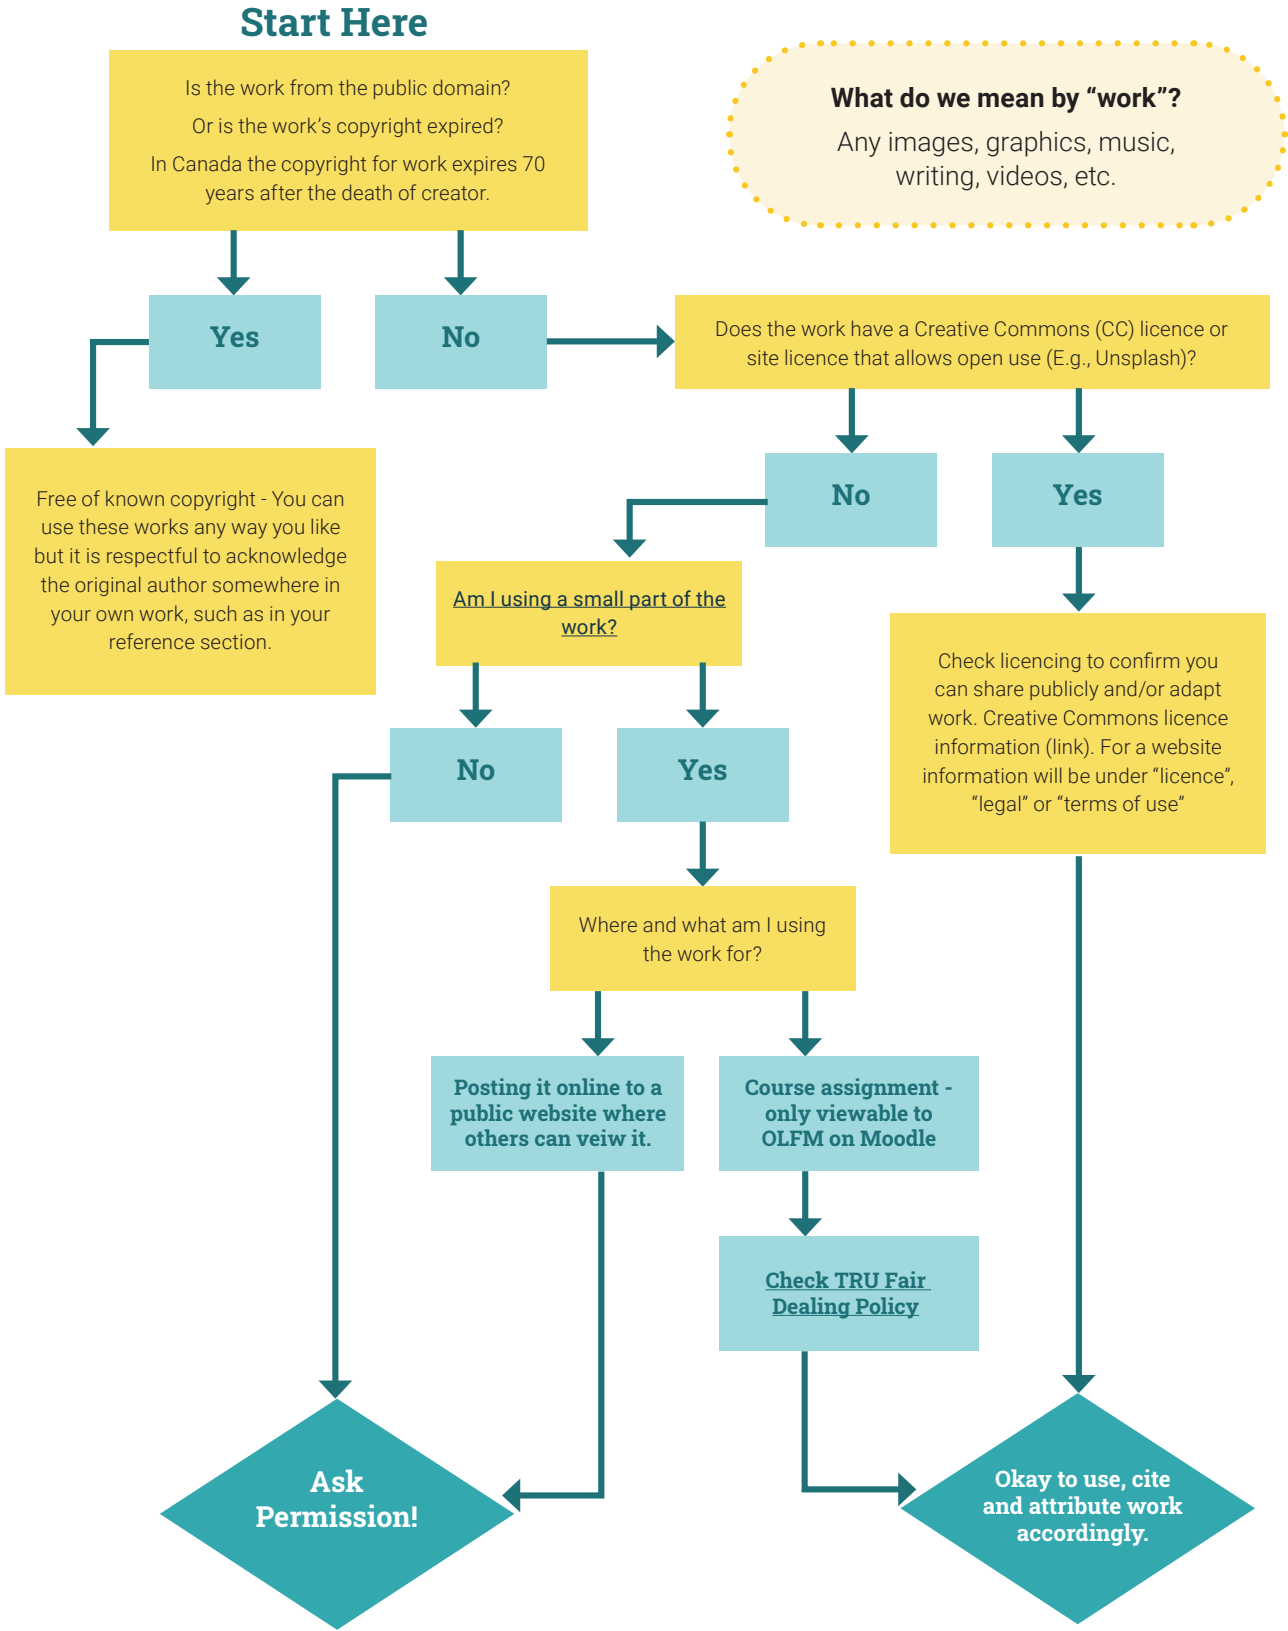 Start Here
Is the work from the public domain?
Or is the work's copyright expired?
In Canada the copyright for work expires 70
years after the death of creator.
What do we mean by “work”?
Any images, graphics, music,
writing, videos, etc.
Yes
No
Does the work have a Creative Commons (CC) licence or
site licence that allows open use (E.g., Unsplash)?
No
Yes
Free of known copyright - You can
use these works any way you like
but it is respectful to acknowledge
the original author somewhere in
your own work, such as in your
reference section.
Am I using a small part of the
work?
Check licencing to confirm you
can share publicly and/or adapt
work. Creative Commons licence
information (link). For a website
information will be under “licence”,
“legal” or “terms of use”
No
Yes
Where and what am I using
the work for?
Posting it online to a
public website where
others can veiw it.
Course assignment -
only viewable to
OLFM on Moodle
Check TRU Fair
Dealing Policy
Ask
Permission!
Okay to use, cite
and attribute work
accordingly.